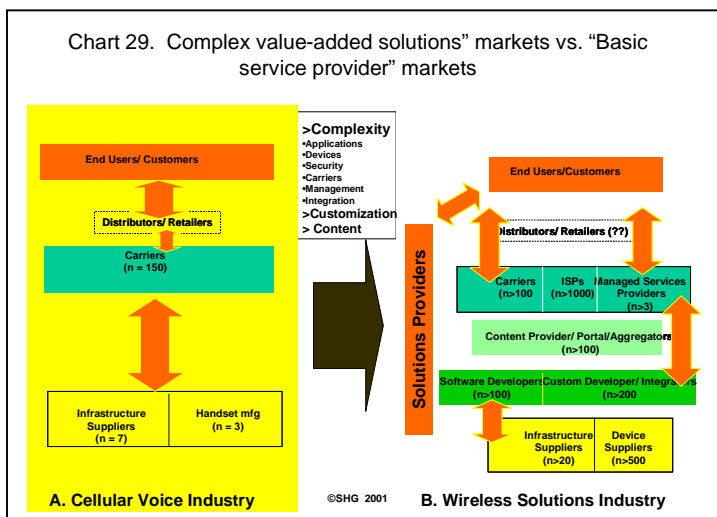 Chart 29.  Complex value-added solutions” markets vs. “Basic
service provider” markets
End Users/ Customers
Distributors/ Retailers
Carriers
(n = 150)
Infrastructure
Suppliers
(n = 7)
Handset mfg
(n = 3)
A. Cellular Voice Industry
>Complexity
▪Applications
▪Devices
▪Security
▪Carriers
▪Management
▪Integration
>Customization
> Content
©SHG  2001
Solutions Providers
End Users/Customers
Distributors/ Retailers (??)
Carriers
(n>100)
ISPs
(n>1000)
Managed Services
Providers
(n>3)
Content Provider/ Portal/Aggregators
(n>100)
Software Developers
(n>100)
Custom Developer/ Integrators
(n>200
Infrastructure
Suppliers
(n>20)
Device
Suppliers
(n>500
B. Wireless Solutions Industry